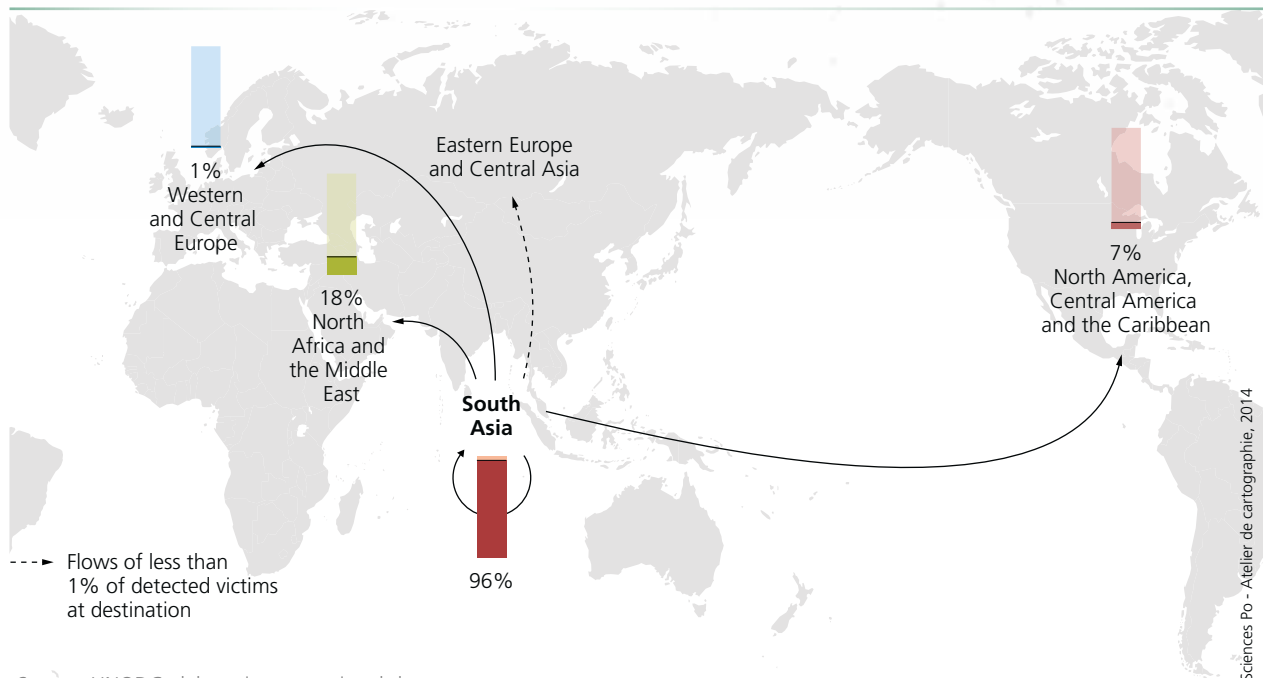 1%
Western
and Central
Europe
18%
North
Africa and
the Middle
East
Eastern Europe
and Central Asia
South
Asia
96%
7%
North America,
Central America
and the Caribbean
Flows of less than
1% of detected victims
at destination
Sciences Po - Atelier de cartographie, 2014